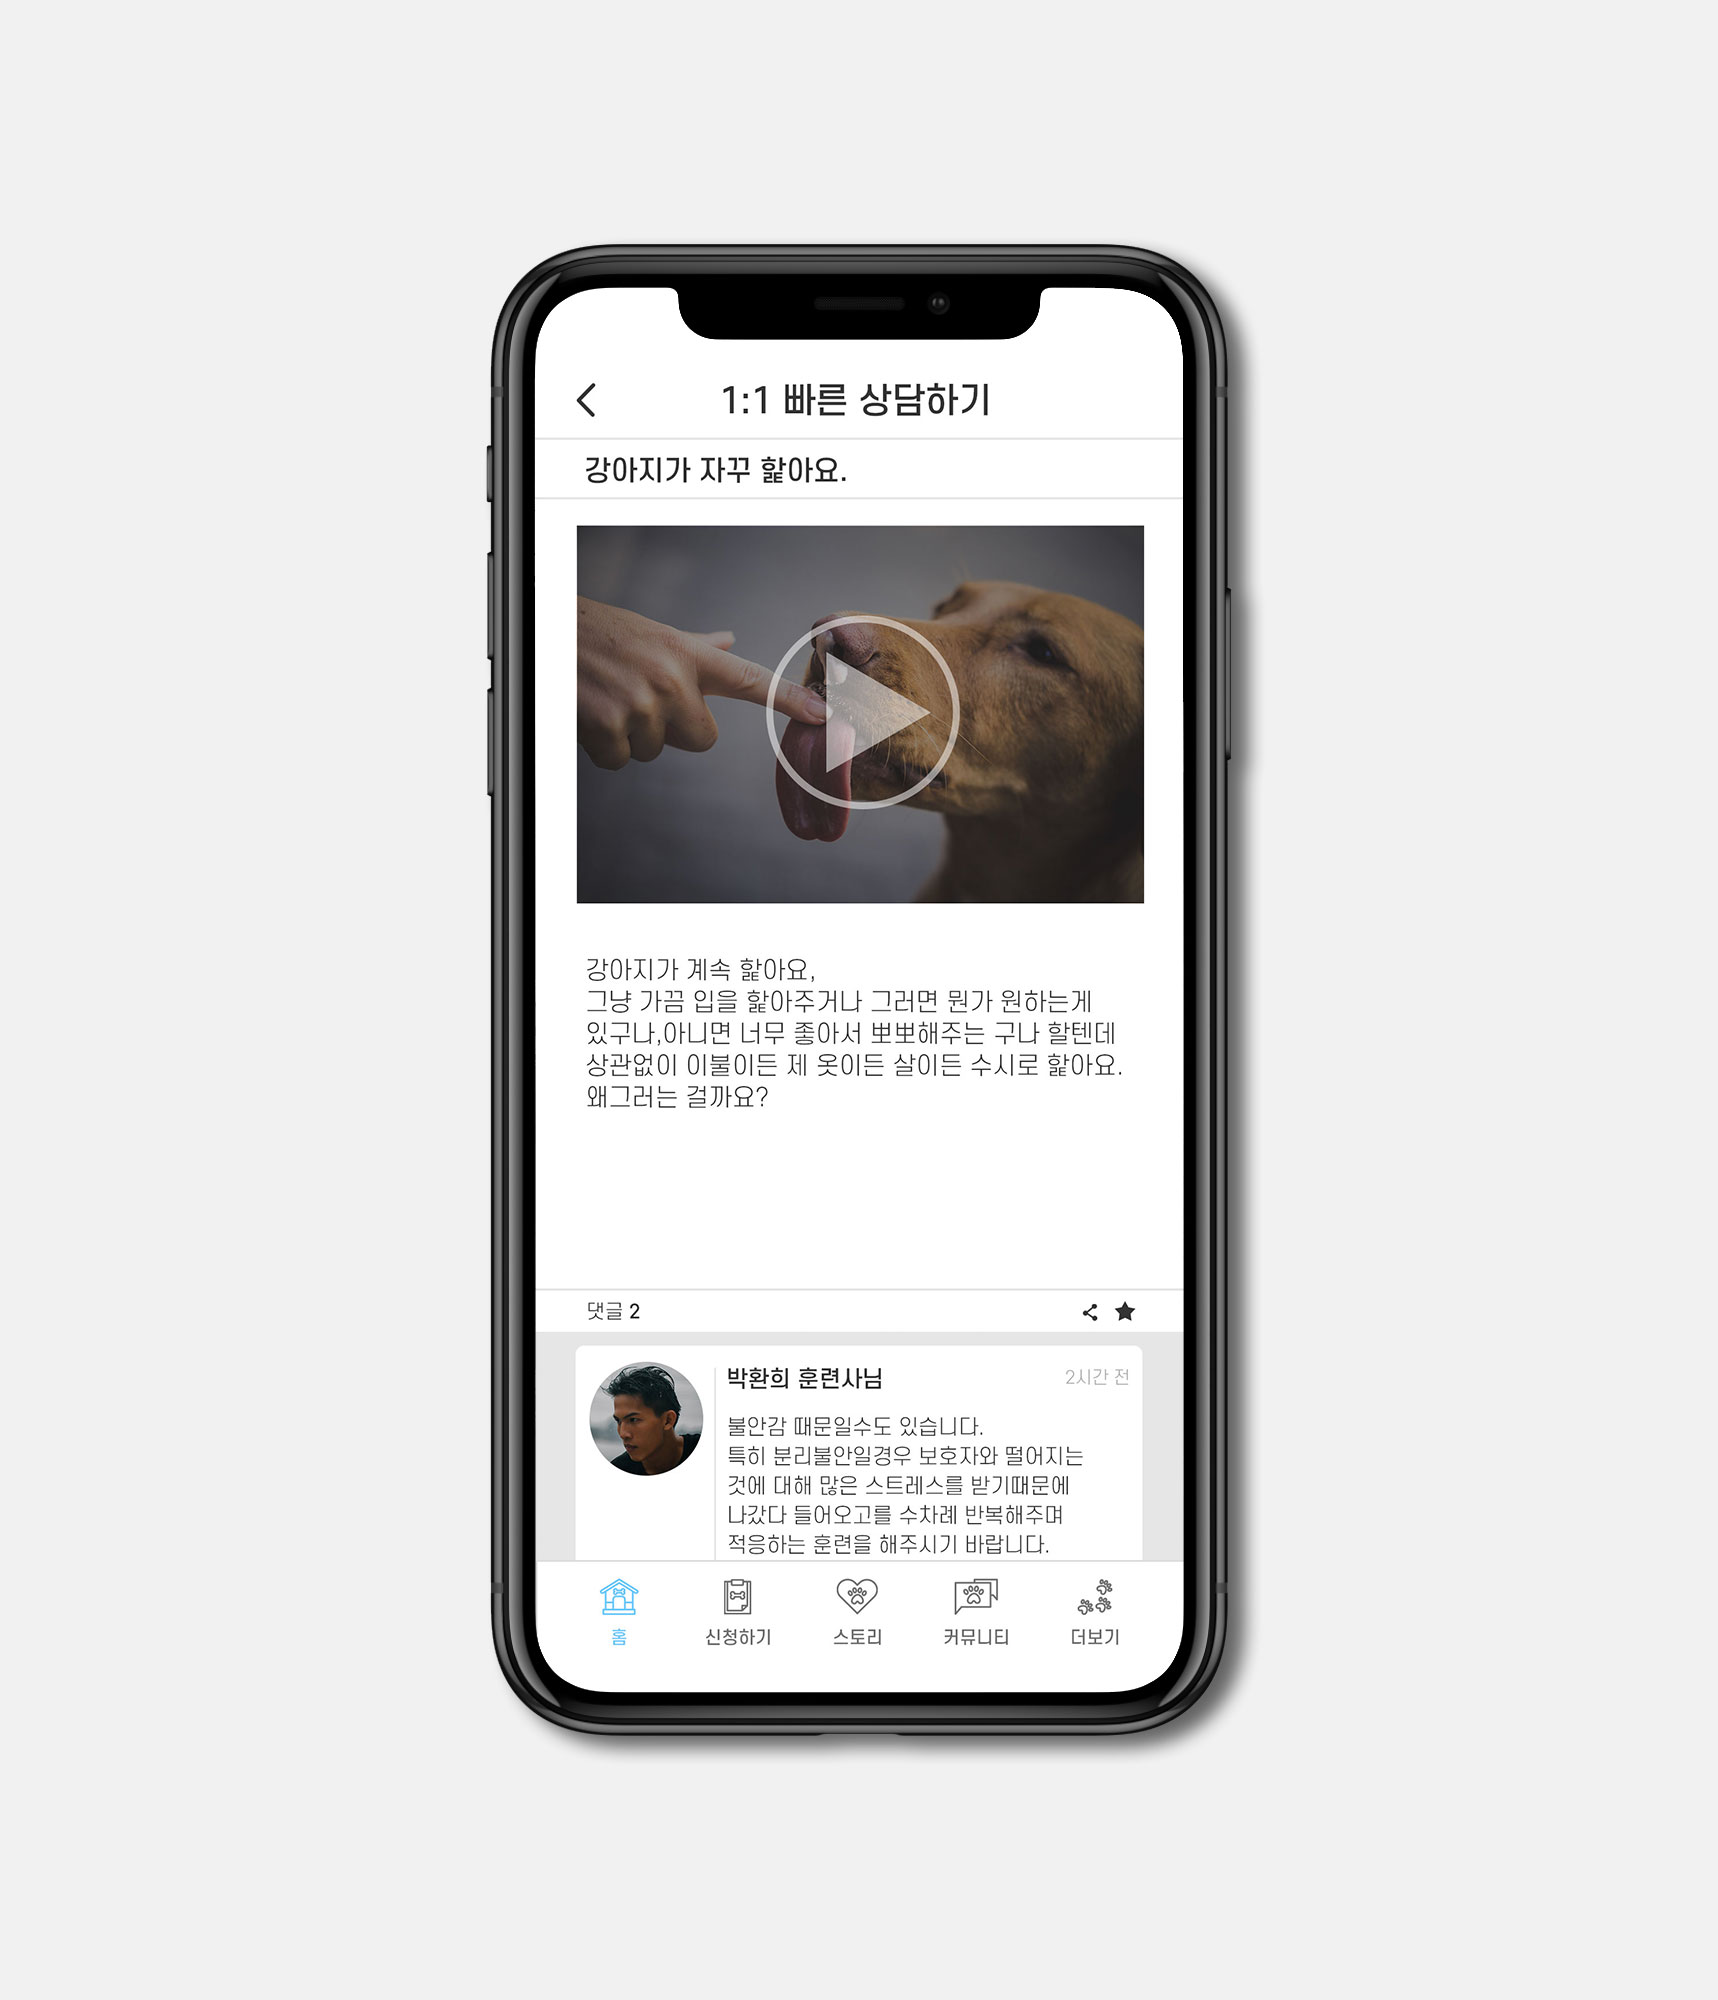 1:1 빠른 상담하기
강아지가 자꾸 핥아요.
강아지가 계속 핥아요,
그냥 가끔 입을 핥아주거나 그러면 뭔가 원하는게
있구나,아니면 너무 좋아서 뽀뽀해주는 구나 할텐데
상관없이 이불이든 제 옷이든 살이든 수시로 핥아요.
왜그러는 걸까요?
댓글 2
박환희 훈련사님 2시간 전
불안감 때문일수도 있습니다.
특히 분리불안일경우 보호자와 떨어지는
것에 대해 많은 스트레스를 받기때문에
나갔다 들어오고를 수차례 반복해주며
적응하는 훈련을 해주시기 바랍니다.
홈 신청하기 스토리 커뮤니티 더보기